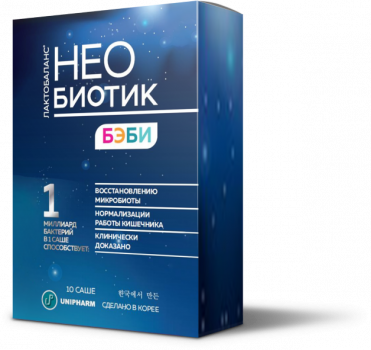 ЛАКТОБАЛАНС®
НЕО
БИОТИК
БЭБИ
1
МИЛЛИАРД
БАКТЕРИЙ
В 1 САШЕ
СПОСОБСТВУЕТ:
ВОССТАНОВЛЕНИЮ
МИКРОБИОТЫ
НОРМАЛИЗАЦИИ
РАБОТЫ КИШЕЧНИКА
КЛИНИЧЕСКИ
ДОКАЗАНО
10 САШЕ
UNIPHARM
한국에서 만든
СДЕЛАНО В КОРЕЕ